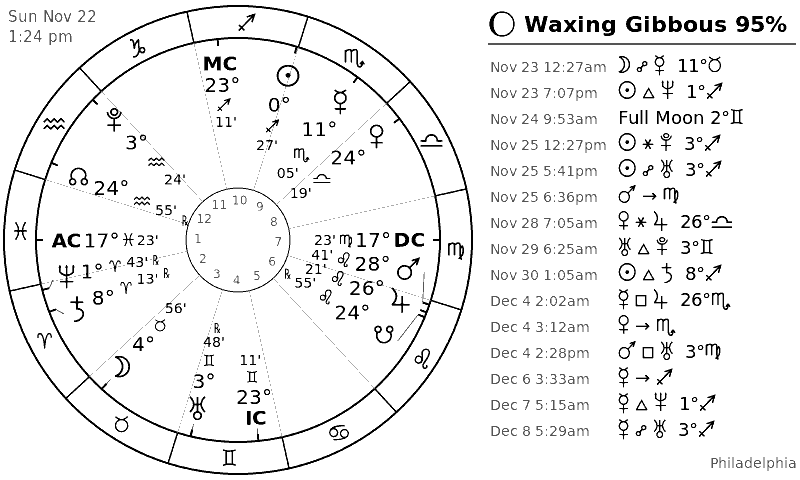 Sun Nov 22
1:24 pm
☽ Waxing Gibbous 95%
Nov 23 12:27am ☽ ☍ ☿ 11°♉
Nov 23 7:07pm ☉ △ ♆ 1°♐
Nov 24 9:53am Full Moon 2°♊
Nov 25 12:27pm ☉ ⚹ ⯓ 3°♐
Nov 25 5:41pm ☉ ☍ ♅ 3°♐
Nov 25 6:36pm ♂ → ♍
Nov 28 7:05am ♀ ⚹ ♃ 26°♎
Nov 29 6:25am ♅ △ ⯓ 3°♊
Nov 30 1:05am ☉ △ ♄ 8°♐
Dec 4 2:02am ☿ □ ♃ 26°♏
Dec 4 3:12am ♀ → ♏
Dec 4 2:28pm ♂ □ ♅ 3°♍
Dec 6 3:33am ☿ → ♐
Dec 7 5:15am ☿ △ ♆ 1°♐
Dec 8 5:29am ☿ ☍ ♅ 3°♐
Philadelphia
♐
♑
♏
♒
♎
♓
♍
♈
♌
♉
♋
♊
MC 23° ♐ 11'
☉ 0° ♐ 27'
☿ 11° ♏ 05'
♀ 24° ♎ 19'
⯓ 3° ♒ 24'
☊ 24° ♒ 55' ℞
AC 17° ♓ 23'
♆ 1° ♈ 43' ℞
♄ 8° ♈ 13' ℞
☽ 4° ♉ 56'
♅ 3° ♊ 48' ℞
IC 23° ♊ 11'
23' ♍ 17° DC
41' ♌ 28° ♂
21' ♌ 26° ♃
℞ 55' ♌ 24° ☋
1
2
3
4
5
6
7
8
9
10
11
12